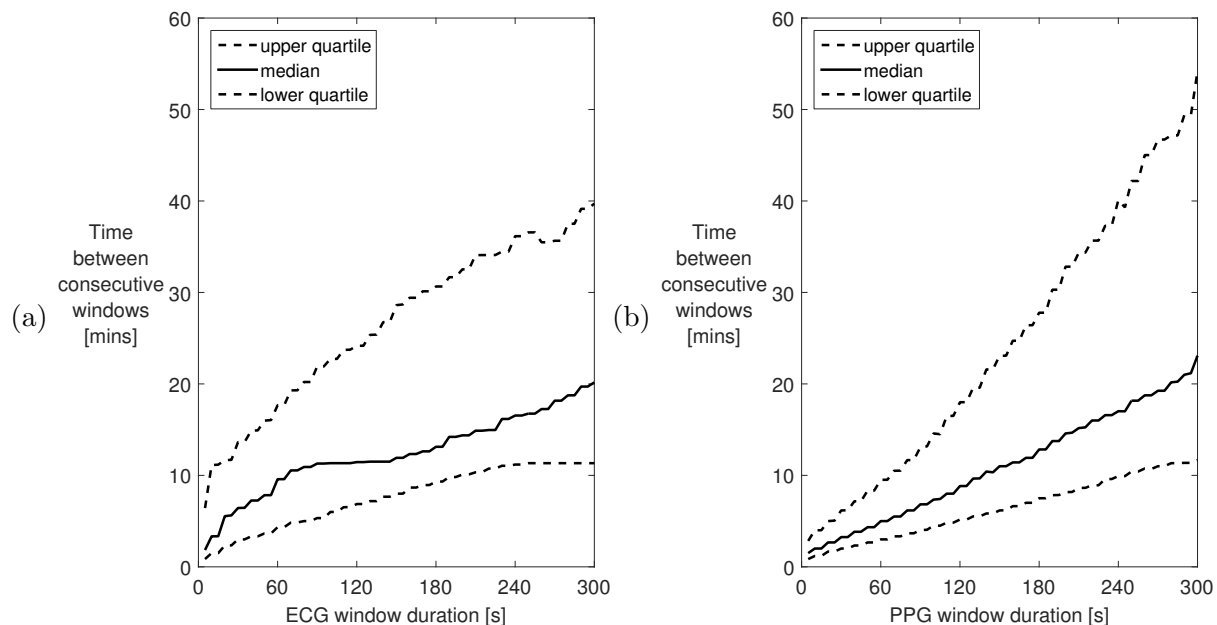 (a)
Time
between
consecutive
windows
[mins]
60
50
40
30
20
10
0
upper quartile
median
lower quartile
0 60 120 180 240 300
ECG window duration [s]
(b)
Time
between
consecutive
windows
[mins]
60
50
40
30
20
10
0
upper quartile
median
lower quartile
0 60 120 180 240 300
PPG window duration [s]